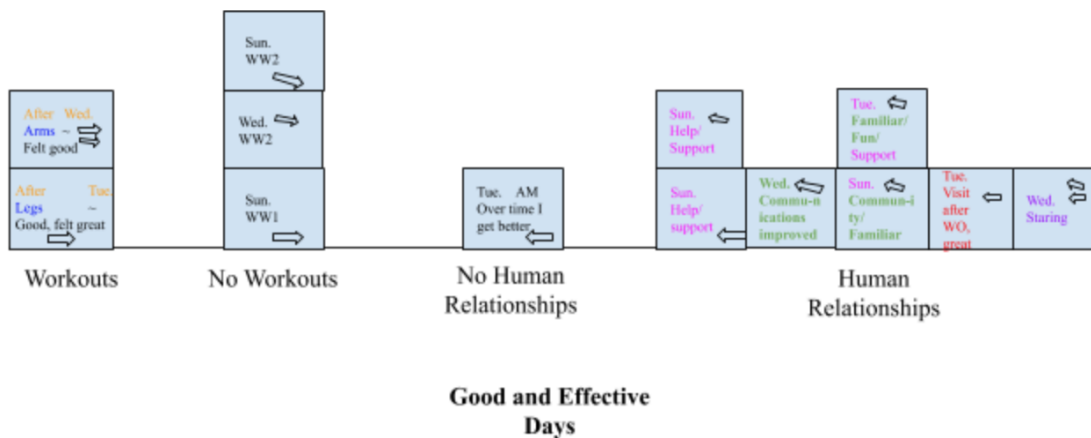 Sun.
WW2
After Wed.
Arms ~
Felt good
Wed.
WW2
Sun.
Help/
Support
Tue.
Familiar/
Fun/
Support
After Tue.
Legs ~
Good, felt great
Sun.
WW1
Tue. AM
Over time I
get better
Sun.
Help/
support
Wed.
Commu-n
ications
improved
Sun.
Commun-i
ty/
Familiar
Tue.
Visit
after
WO,
great
Wed.
Staring
Workouts
No Workouts
No Human
Relationships
Human
Relationships
Good and Effective
Days